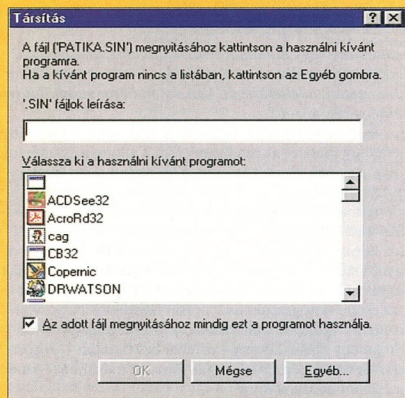 Társítás
A fájl ('PATIKA.SIN') megnyitásához kattintson a használni kívánt
programra.
Ha a kívánt program nincs a listában, kattintson az Egyéb gombra.
'.SIN' fájlok leírása:
Válassza ki a használni kívánt programot:
ACDSee32
AcroRd32
cag
CB32
Copernic
DRWATSON
Az adott fájl megnyitásához mindig ezt a programot használja.
OK Mégse Egyéb...